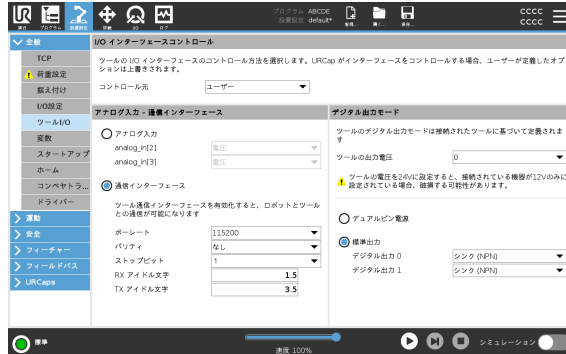 実行 プログラム 設置設定 移動 I/O ログ
プログラム ABCDE
設置設定 default*
新規... 開く... 保存...
CCCC
CCCC
全般
TCP
荷重設定
据え付け
I/O設定
ツールI/O
変数
スタートアップ
ホーム
コンベヤトラ...
ドライバー
運動
安全
フィーチャー
フィールドバス
URCaps
I/O インターフェースコントロール
ツールの I/O インターフェースのコントロール方法を選択します。URCap がインターフェースをコントロールする場合、ユーザーが定義したオプ
ションは上書きされます。
コントロール元 ユーザー
アナログ入力 - 通信インターフェース
アナログ入力
analog_in[2] 電圧
analog_in[3] 電圧
通信インターフェース
ツール通信インターフェースを有効化すると、ロボットとツール
との通信が可能になります
ボーレート 115200
パリティ なし
ストップビット 1
RX アイドル文字 1.5
TX アイドル文字 3.5
デジタル出力モード
ツールのデジタル出力モードは接続されたツールに基づいて定義されま
す
ツールの出力電圧 0
ツールの電圧を24Vに設定すると、接続されている機器が12Vのみに
設定されている場合、破損する可能性があります。
デュアルピン電源
標準出力
デジタル出力 0 シンク (NPN)
デジタル出力 1 シンク (NPN)
標準
速度 100%
シミュレーション